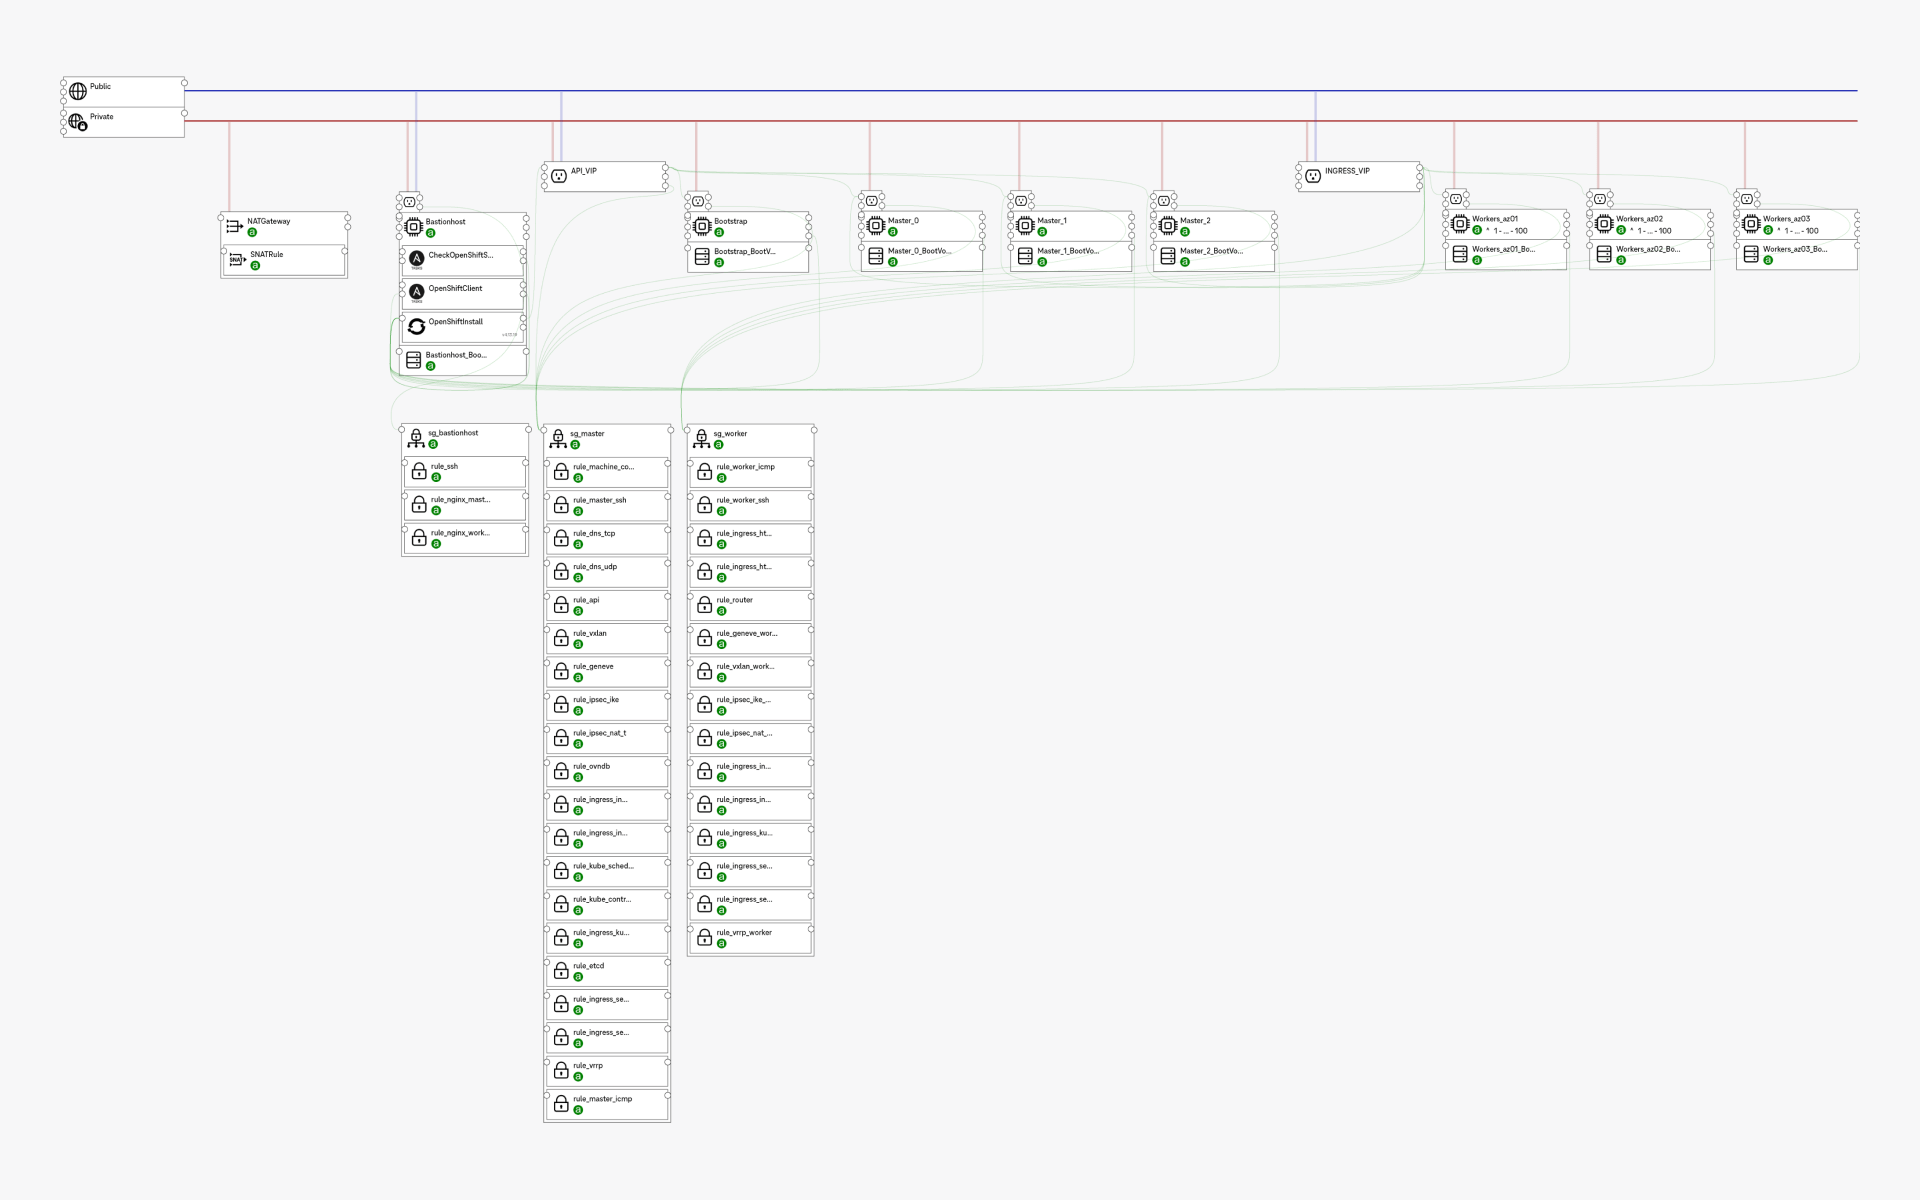 Public
Private
API_VIP
INGRESS_VIP
NATGateway
a
SNATRule
SNAT
a
Bastionhost
a
CheckOpenShiftS...
TASKS
OpenShiftClient
TASKS
OpenShiftInstall
Bastionhost_Boo...
a
Bootstrap
a
Bootstrap_BootV...
a
Master_0
a
Master_0_BootVo...
a
Master_1
a
Master_1_BootVo...
a
Master_2
a
Master_2_BootVo...
a
Workers_az01
a * 1 - ... - 100
Workers_az01_Bo...
a
Workers_az02
a * 1 - ... - 100
Workers_az02_Bo...
a
Workers_az03
a * 1 - ... - 100
Workers_az03_Bo...
a
sg_bastionhost
a
rule_ssh
a
rule_nginx_mast...
a
rule_nginx_work...
a
sg_master
a
rule_machine_co...
a
rule_master_ssh
a
rule_dns_tcp
a
rule_dns_udp
a
rule_api
a
rule_vxlan
a
rule_geneve
a
rule_ipsec_ike
a
rule_ipsec_nat_t
a
rule_ovndb
a
rule_ingress_in...
a
rule_ingress_in...
a
rule_kube_sched...
a
rule_kube_contr...
a
rule_ingress_ku...
a
rule_etcd
a
rule_ingress_se...
a
rule_ingress_se...
a
rule_vrrp
a
rule_master_icmp
a
sg_worker
a
rule_worker_icmp
a
rule_worker_ssh
a
rule_ingress_ht...
a
rule_ingress_ht...
a
rule_router
a
rule_geneve_wor...
a
rule_vxlan_work...
a
rule_ipsec_ike_...
a
rule_ipsec_nat_...
a
rule_ingress_in...
a
rule_ingress_in...
a
rule_ingress_ku...
a
rule_ingress_se...
a
rule_ingress_se...
a
rule_vrrp_worker
a